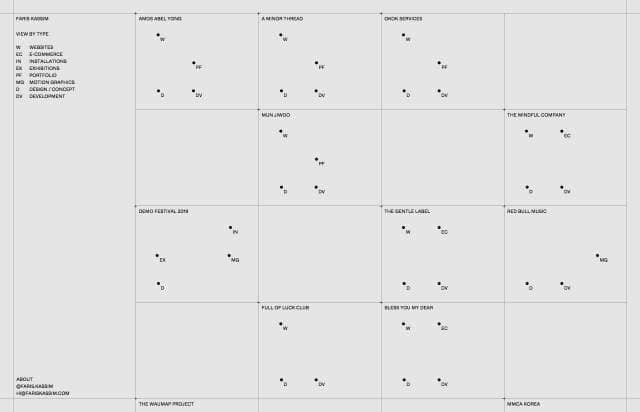 FARIS KASSIM
VIEW BY TYPE
W WEBSITES
EC E-COMMERCE
IN INSTALLATIONS
EX EXHIBITIONS
PF PORTFOLIO
MG MOTION GRAPHICS
D DESIGN / CONCEPT
DV DEVELOPMENT
ABOUT
@FARIS.KASSIM
HI@FARISKASSIM.COM
AMOS ABEL YONG
W
PF
D DV
A MINOR THREAD
W
PF
D DV
OKOK SERVICES
W
PF
D DV
MUN JIWOO
W
PF
D DV
THE MINDFUL COMPANY
W EC
D DV
DEMO FESTIVAL 2019
IN
EX MG
D
THE GENTLE LABEL
W EC
D DV
RED BULL MUSIC
MG
D DV
FULL OF LUCK CLUB
W
D DV
BLESS YOU MY DEAR
W EC
D DV
THE WAUMAP PROJECT
MMCA KOREA